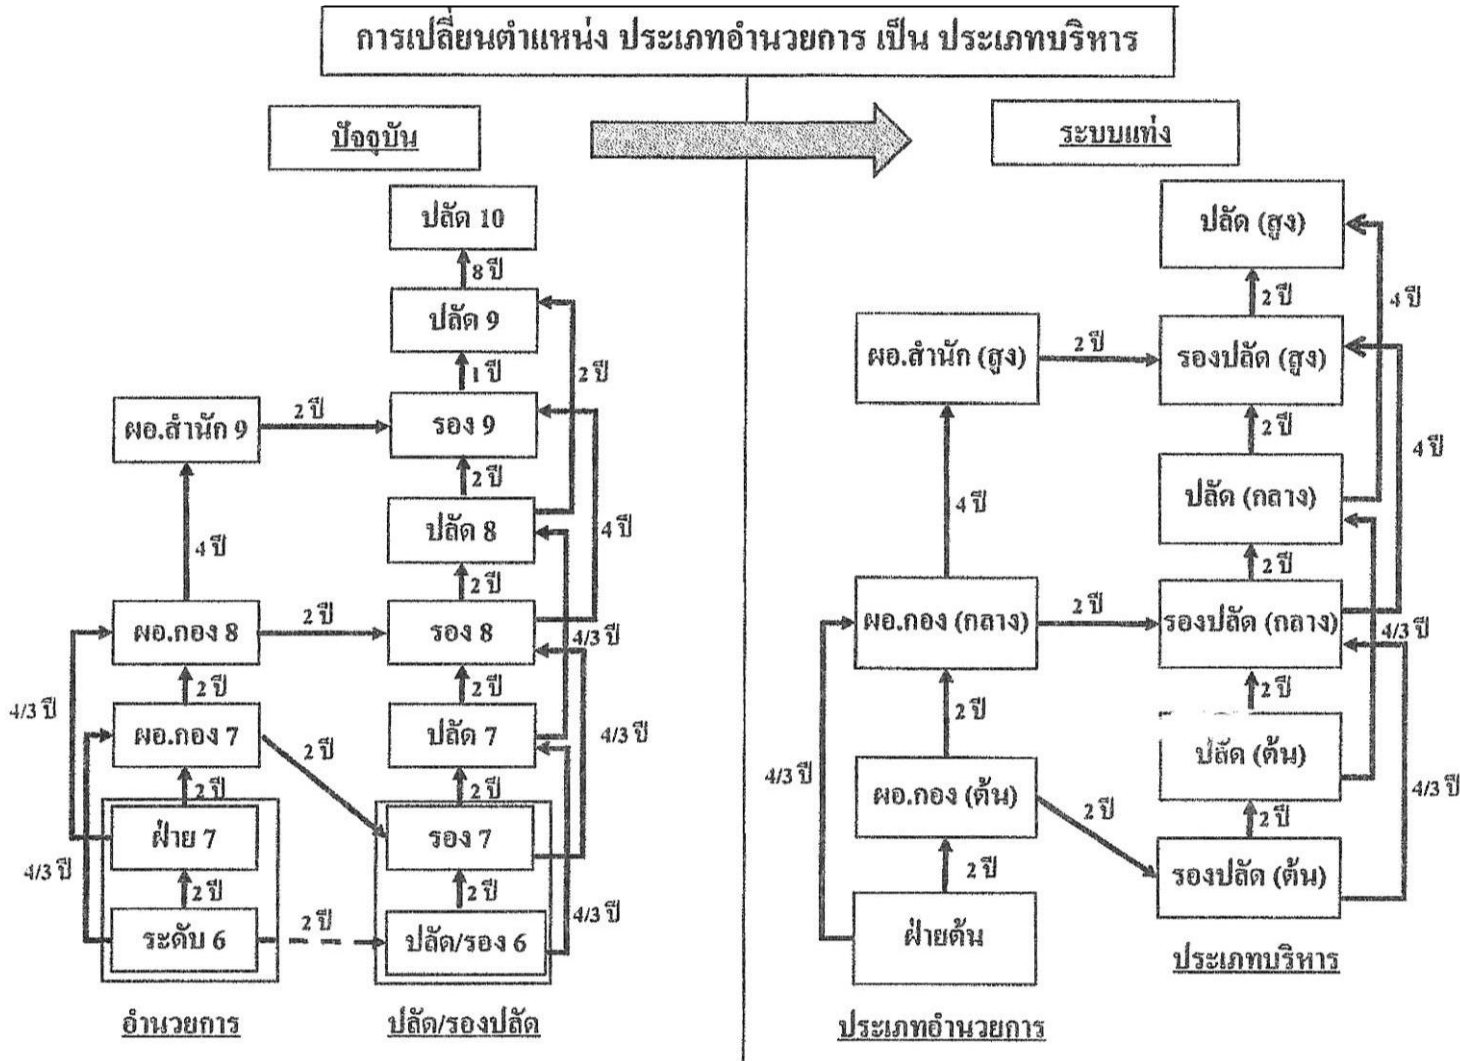 การเปลี่ยนตำแหน่ง ประเภทอำนวยการ เป็น ประเภทบริหาร
ปัจจุบัน
ปลัด 10
8 ปี
ปลัด 9
1 ปี
2 ปี
ผอ.สำนัก 9
2 ปี
รอง 9
2 ปี
ปลัด 8
4 ปี
4 ปี
2 ปี
ผอ.กอง 8
2 ปี
รอง 8
4/3 ปี
2 ปี
2 ปี
4/3 ปี
ผอ.กอง 7
2 ปี
ปลัด 7
4/3 ปี
2 ปี
2 ปี
ฝ่าย 7
รอง 7
4/3 ปี
2 ปี
2 ปี
4/3 ปี
ระดับ 6
2 ปี
ปลัด/รอง 6
อำนวยการ
ปลัด/รองปลัด
ระบบแท่ง
ปลัด (สูง)
2 ปี
4 ปี
ผอ.สำนัก (สูง)
2 ปี
รองปลัด (สูง)
2 ปี
4 ปี
ปลัด (กลาง)
4 ปี
2 ปี
ผอ.กอง (กลาง)
2 ปี
รองปลัด (กลาง)
4/3 ปี
2 ปี
2 ปี
ปลัด (ต้น)
4/3 ปี
ผอ.กอง (ต้น)
2 ปี
2 ปี
4/3 ปี
รองปลัด (ต้น)
2 ปี
ฝ่ายต้น
ประเภทบริหาร
ประเภทอำนวยการ